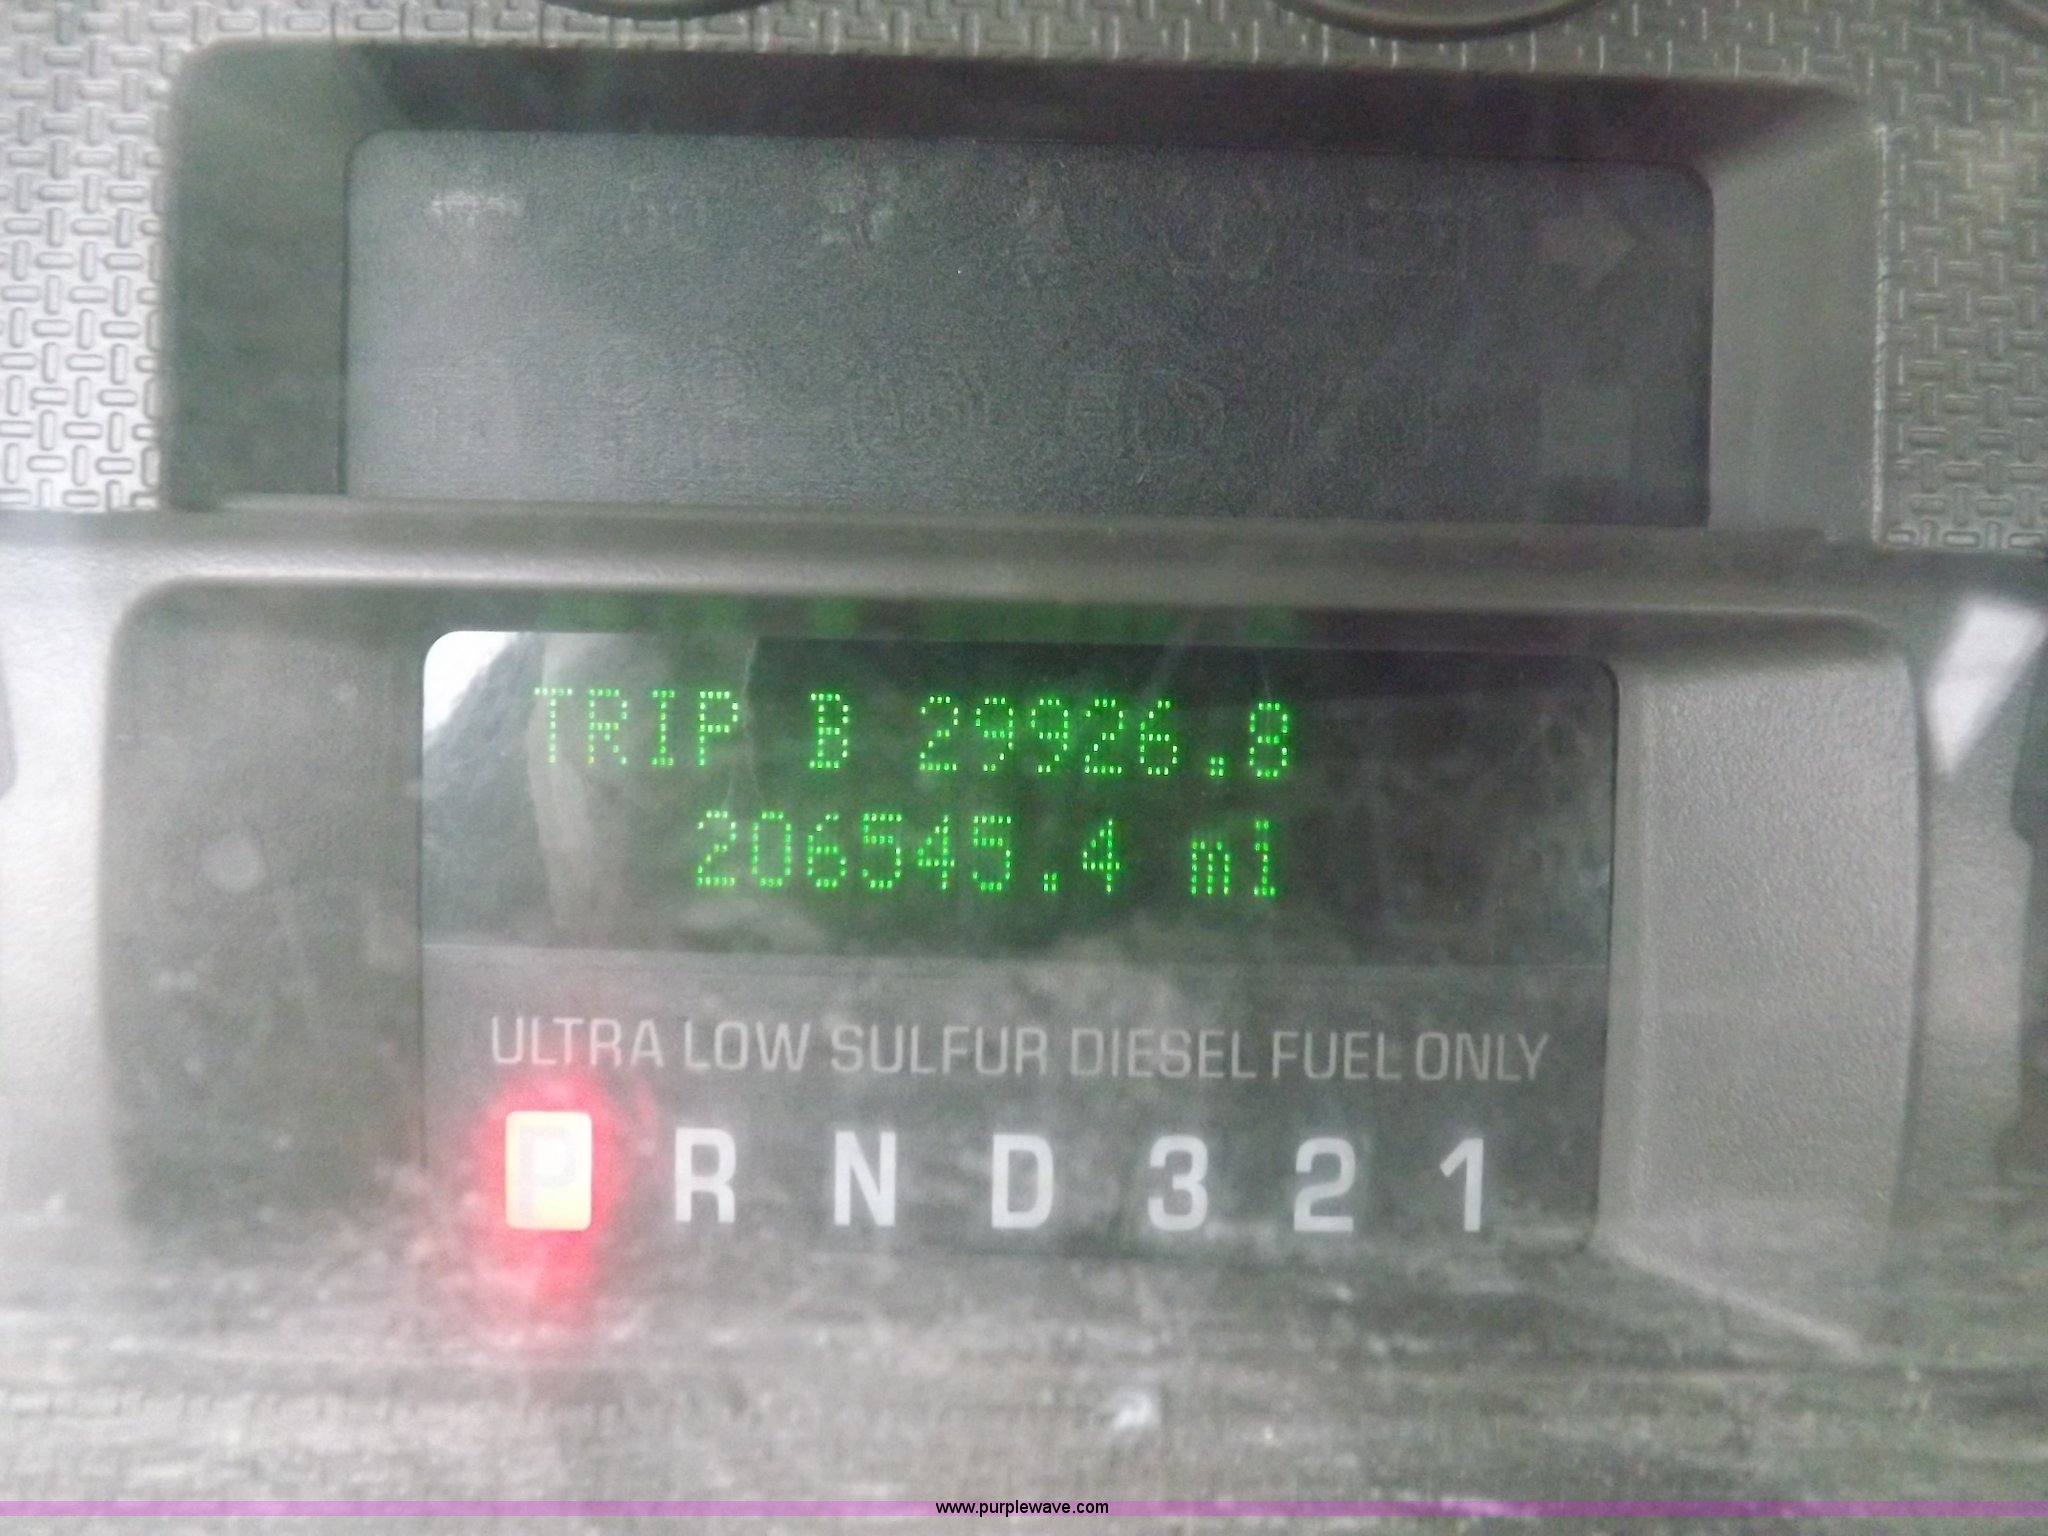 TRIP B 29926.8
206545.4 mi
ULTRA LOW SULFUR DIESEL FUEL ONLY
P R N D 3 2 1
www.purplewave.com